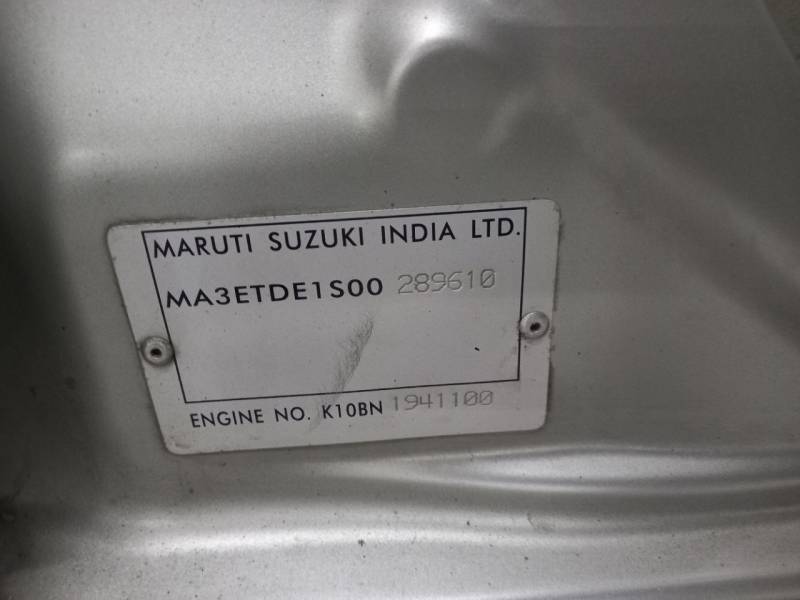 MARUTI SUZUKI INDIA LTD.
MA3ETDE1S00 289610
ENGINE NO. K10BN 1941100